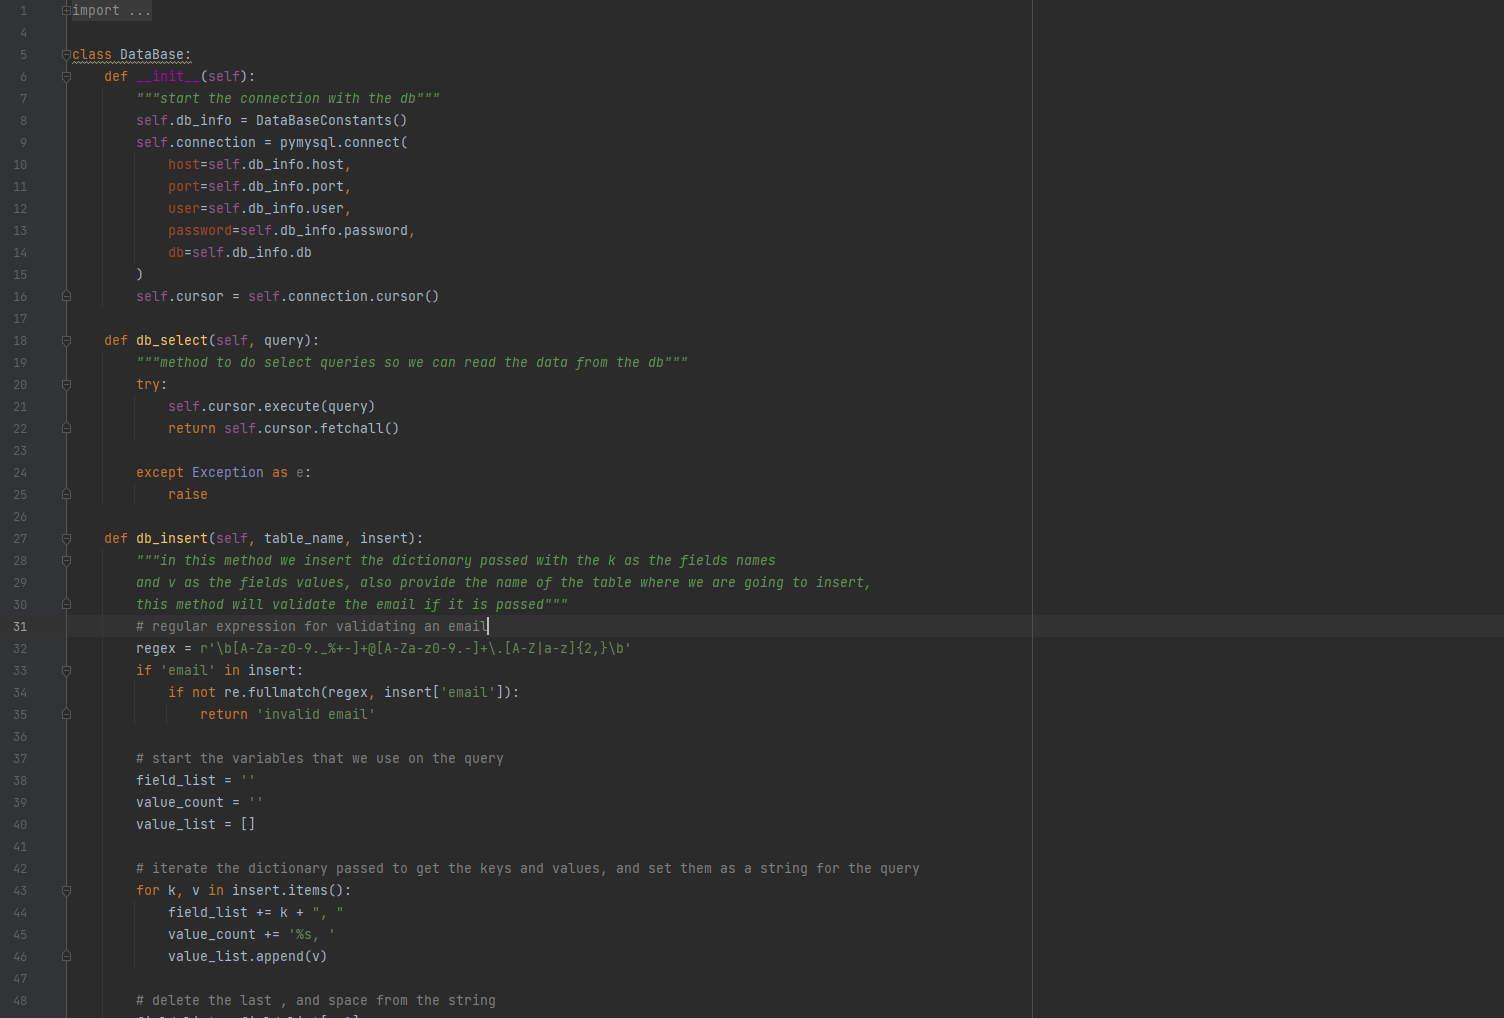 1 import ...
4
5 class DataBase:
6 def __init__(self):
7 """start the connection with the db"""
8 self.db_info = DataBaseConstants()
9 self.connection = pymysql.connect(
10 host=self.db_info.host,
11 port=self.db_info.port,
12 user=self.db_info.user,
13 password=self.db_info.password,
14 db=self.db_info.db
15 )
16 self.cursor = self.connection.cursor()
17
18 def db_select(self, query):
19 """method to do select queries so we can read the data from the db"""
20 try:
21 self.cursor.execute(query)
22 return self.cursor.fetchall()
23
24 except Exception as e:
25 raise
26
27 def db_insert(self, table_name, insert):
28 """in this method we insert the dictionary passed with the k as the fields names
29 and v as the fields values, also provide the name of the table where we are going to insert,
30 this method will validate the email if it is passed"""
31 # regular expression for validating an email
32 regex = r'\b[A-Za-z0-9._%+-]+@[A-Za-z0-9.-]+\.[A-Z|a-z]{2,}\b'
33 if 'email' in insert:
34 if not re.fullmatch(regex, insert['email']):
35 return 'invalid email'
36
37 # start the variables that we use on the query
38 field_list = ''
39 value_count = ''
40 value_list = []
41
42 # iterate the dictionary passed to get the keys and values, and set them as a string for the query
43 for k, v in insert.items():
44 field_list += k + ", "
45 value_count += '%s, '
46 value_list.append(v)
47
48 # delete the last , and space from the string